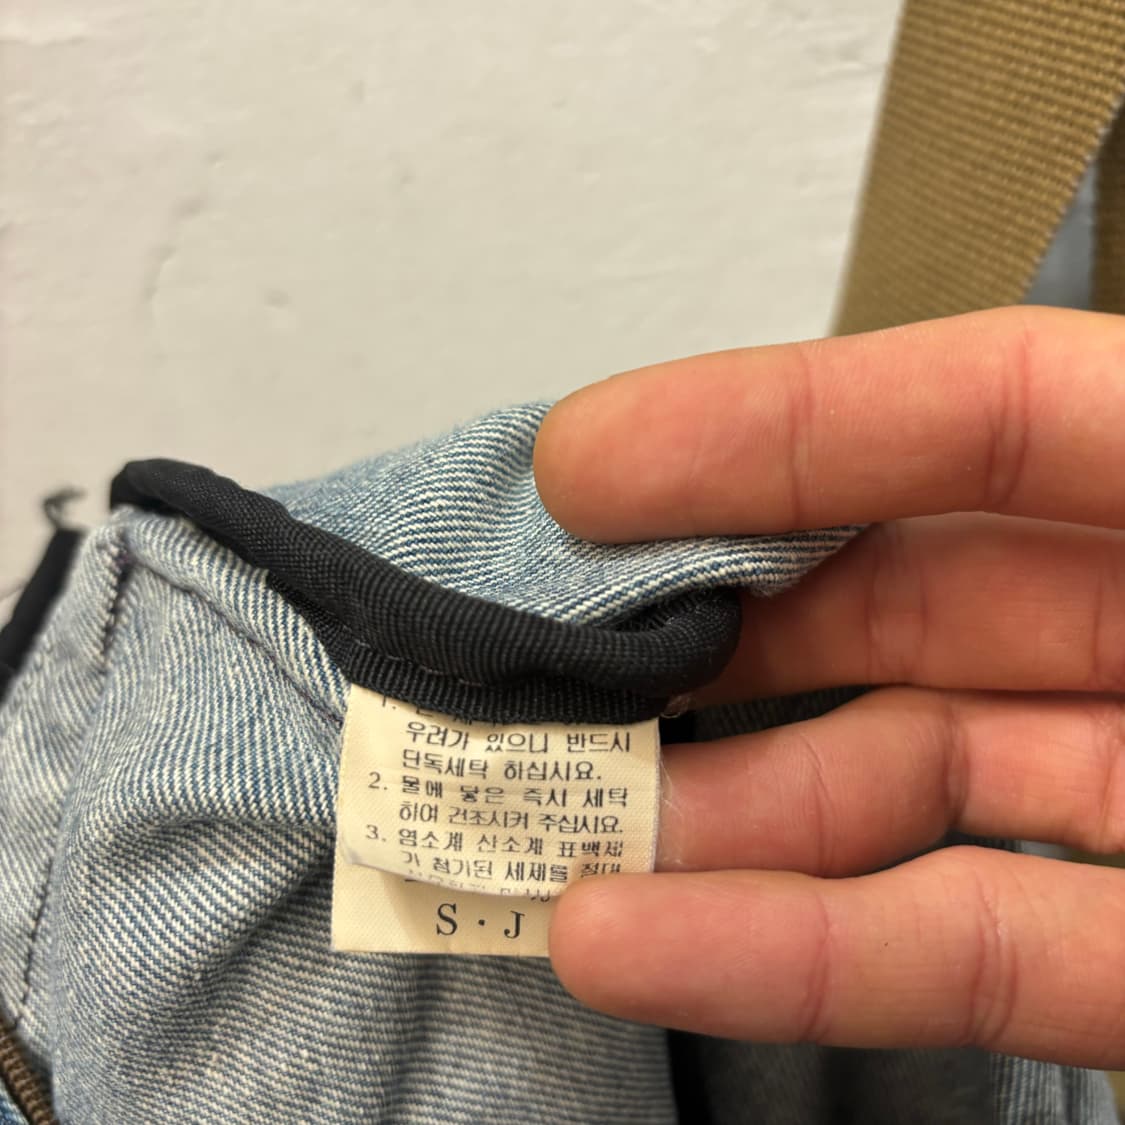 1.
우려가 있으니 반드시
단독세탁 하십시요.
2. 물에 닿은 즉시 세탁
하여 건조시켜 주십시요.
3. 염소계 산소계 표백제
가 첨가된 세제를 절대
S · J